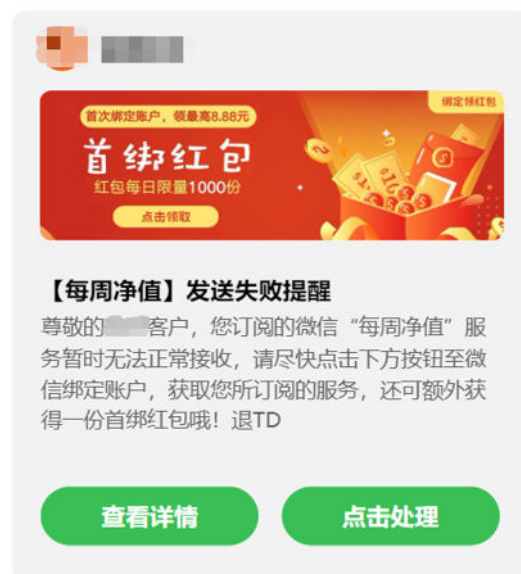 绑定领红包
首次绑定账户，领最高8.88元
首绑红包
红包每日限量1000份
点击领取
【每周净值】发送失败提醒
尊敬的客户，您订阅的微信“每周净值”服
务暂时无法正常接收，请尽快点击下方按钮至微
信绑定账户，获取您所订阅的服务，还可额外获
得一份首绑红包哦！退TD
查看详情
点击处理